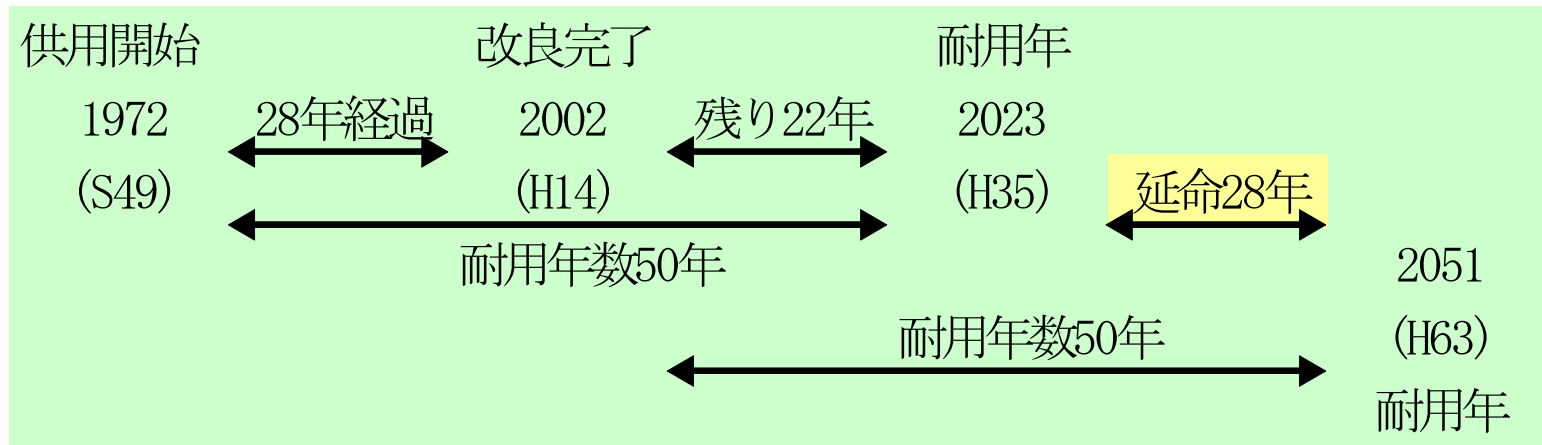 供用開始 改良完了 耐用年
1972 28年経過 2002 残り22年 2023
(S49) (H14) (H35) 延命28年
耐用年数50年 2051
耐用年数50年 (H63)
耐用年